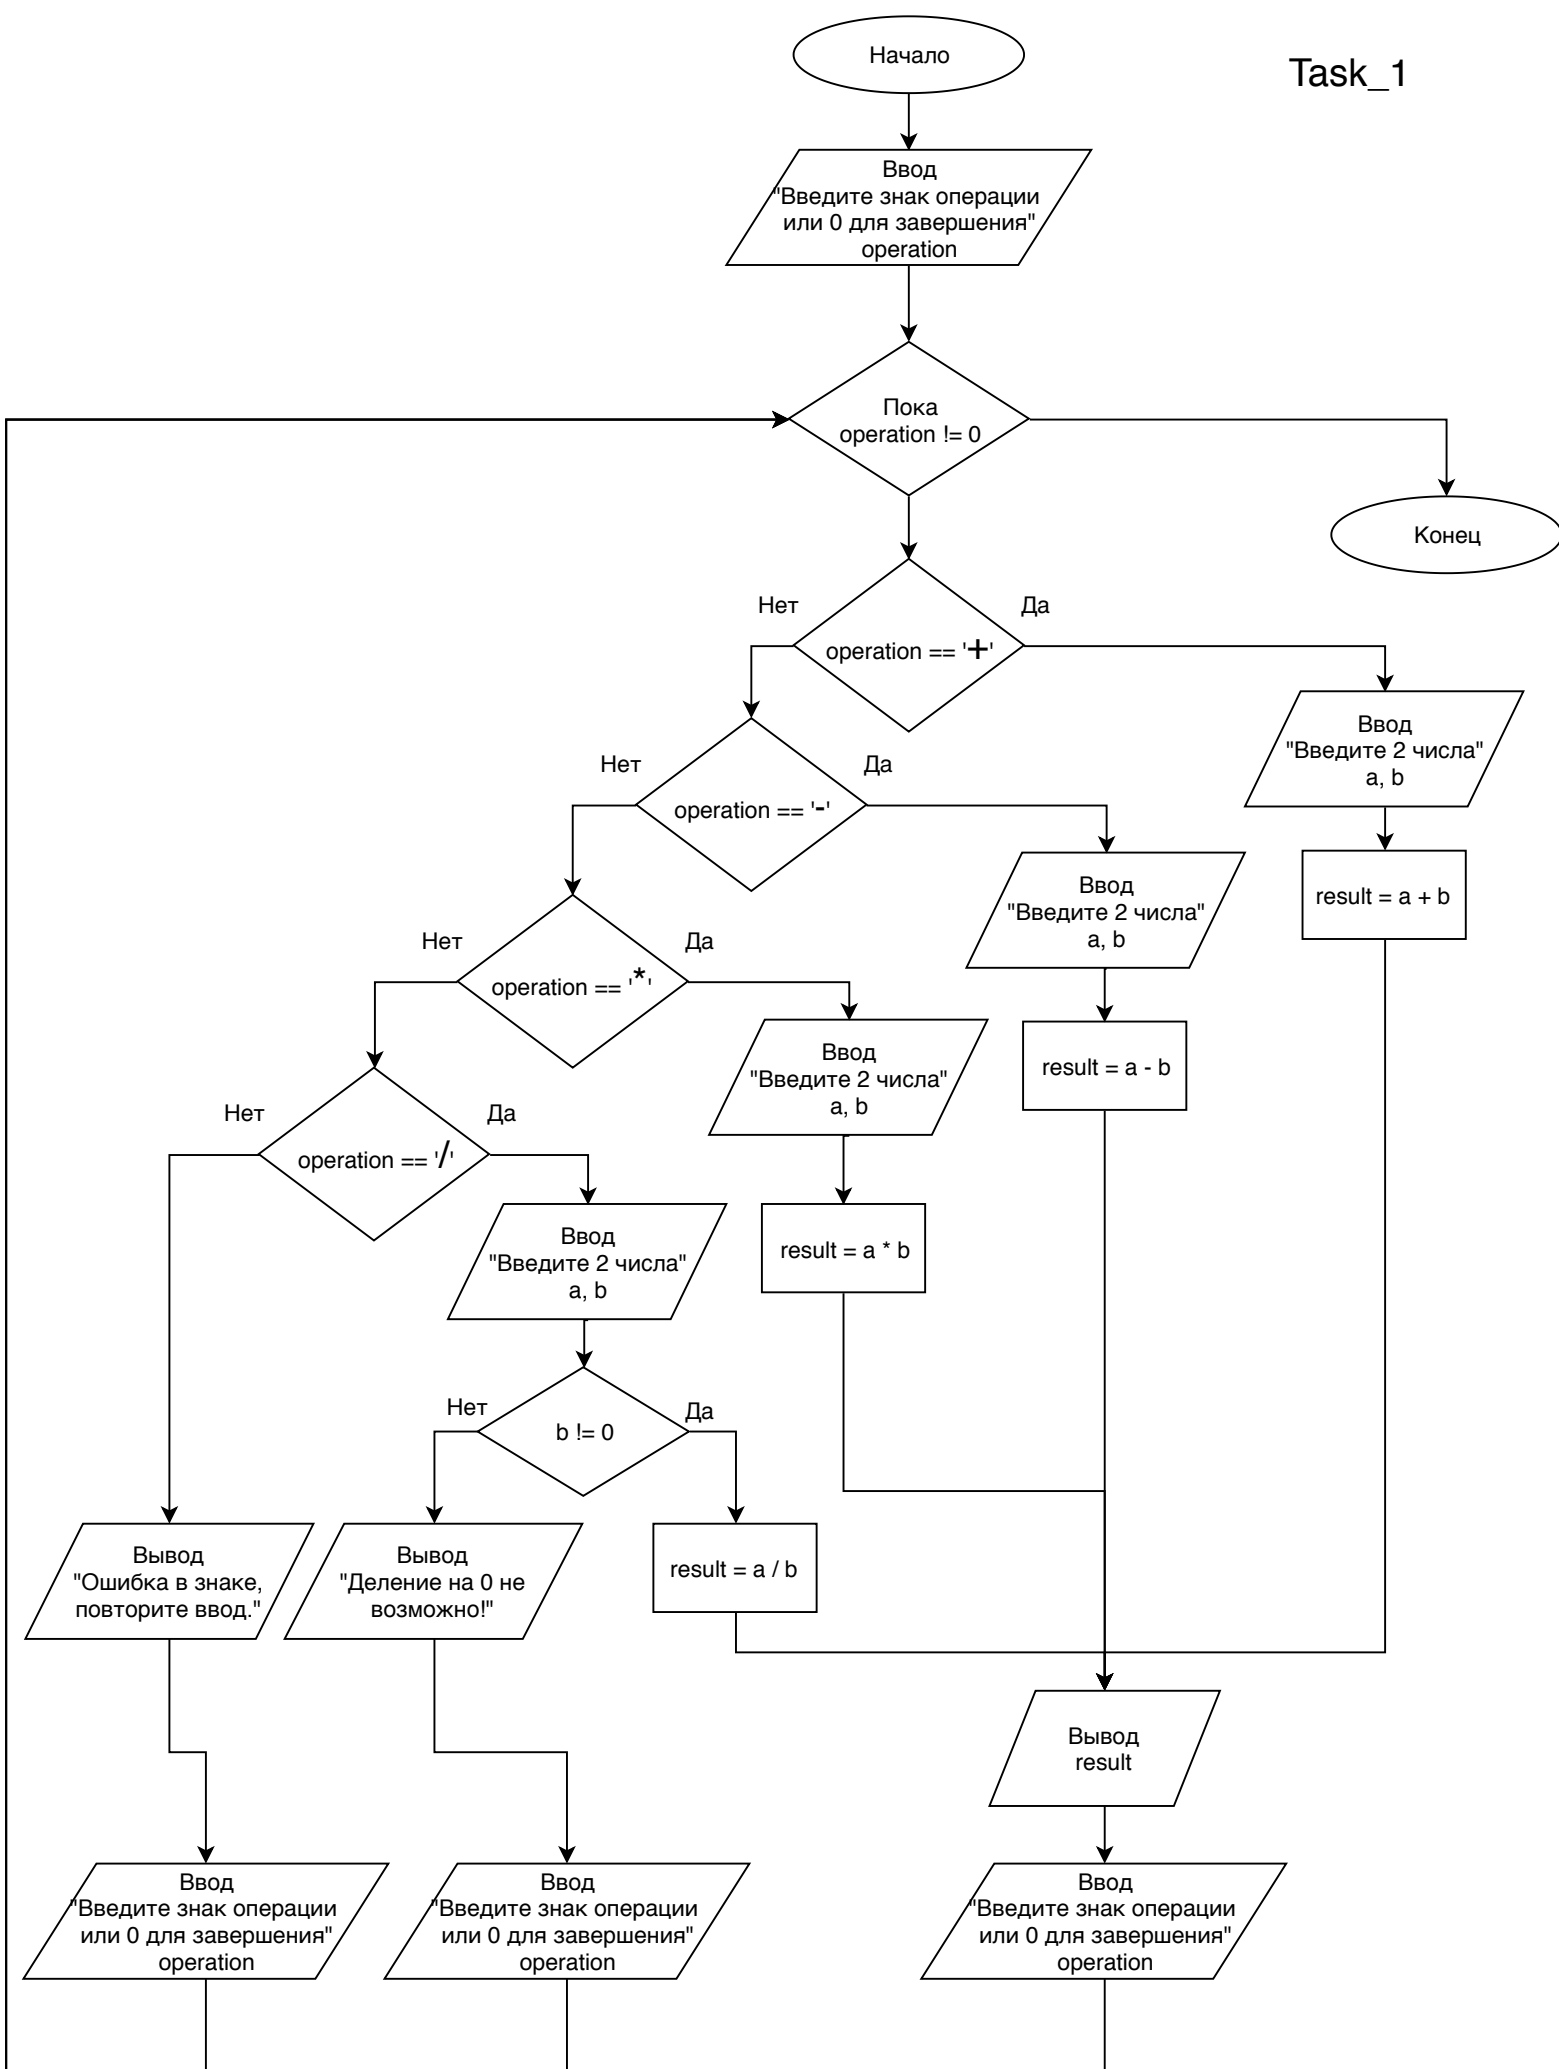 Начало
Task_1
Ввод
"Введите знак операции
или 0 для завершения"
operation
Пока
operation != 0
Конец
Нет
Да
operation == '+'
Ввод
"Введите 2 числа"
a, b
Нет
Да
operation == '-'
result = a + b
Ввод
"Введите 2 числа"
a, b
Нет
Да
operation == '*'
result = a - b
Ввод
"Введите 2 числа"
a, b
Нет
Да
operation == '/'
result = a * b
Ввод
"Введите 2 числа"
a, b
Нет
Да
b != 0
Вывод
"Ошибка в знаке,
повторите ввод."
Вывод
"Деление на 0 не
возможно!"
result = a / b
Вывод
result
Ввод
"Введите знак операции
или 0 для завершения"
operation
Ввод
"Введите знак операции
или 0 для завершения"
operation
Ввод
"Введите знак операции
или 0 для завершения"
operation